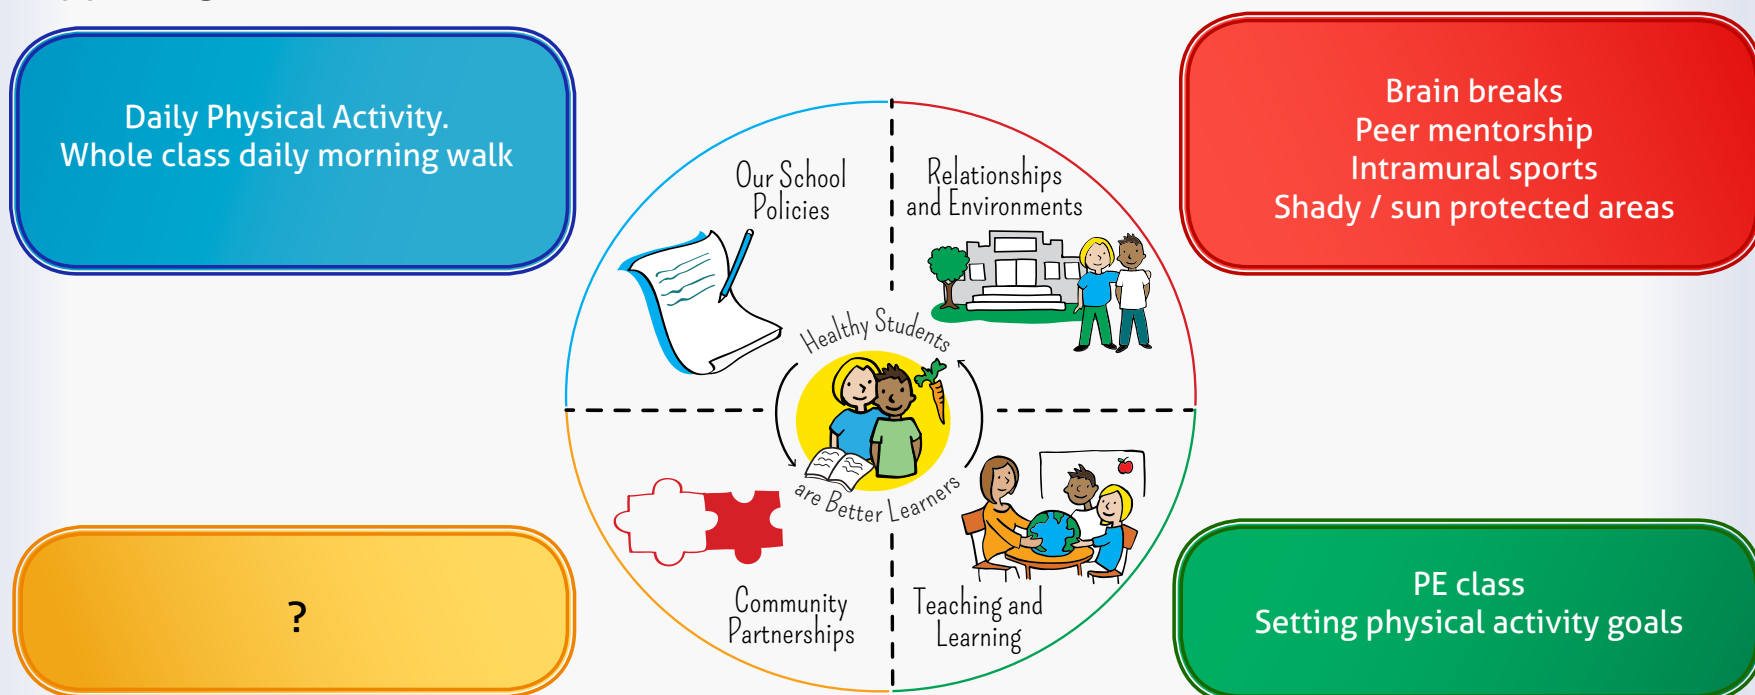 Daily Physical Activity.
Whole class daily morning walk
Brain breaks
Peer mentorship
Intramural sports
Shady / sun protected areas
Our School
Policies
Relationships
and Environments
Healthy Students
are Better Learners
Community
Partnerships
Teaching and
Learning
?
PE class
Setting physical activity goals